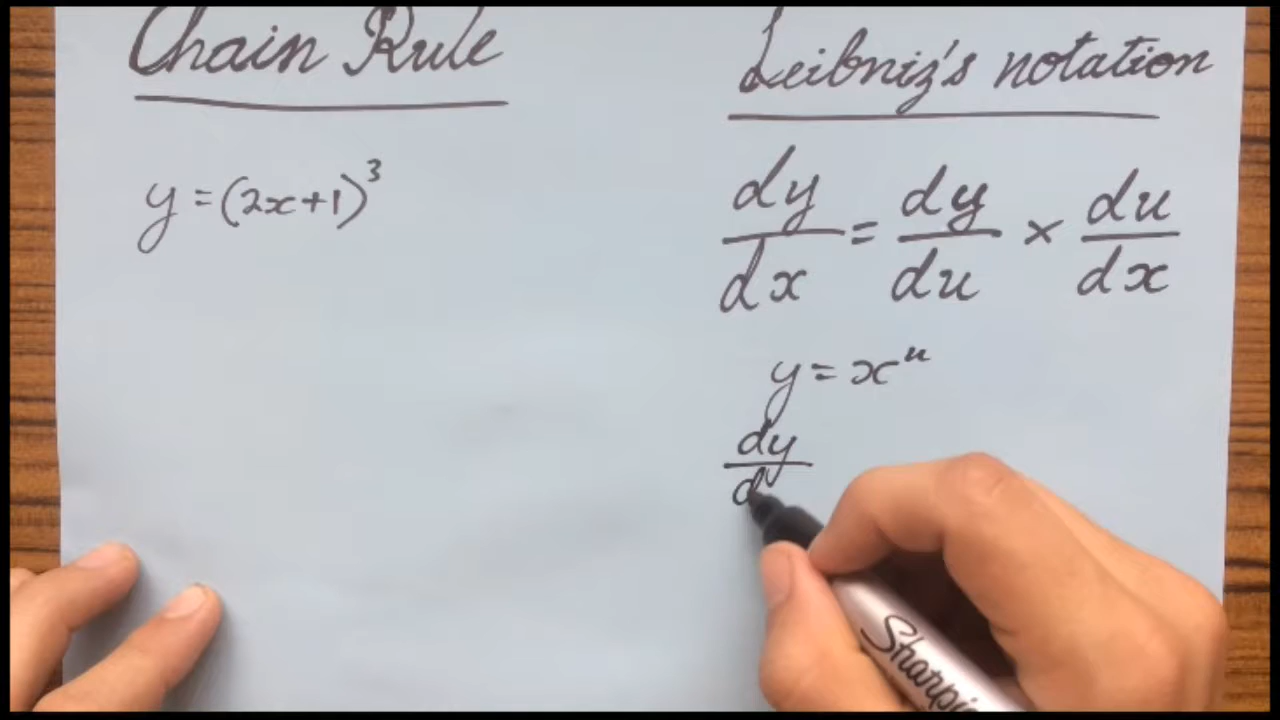 Chain Rule
y = (2x+1)³
Leibniz's notation
dy/dx = dy/du × du/dx
y = xⁿ
dy/d
Sharpie